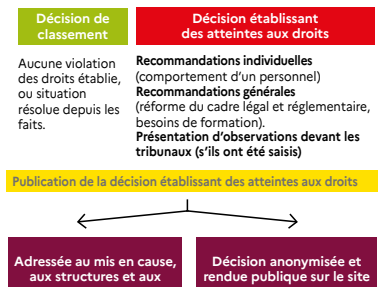 Décision de
classement
Aucune violation
des droits établie,
ou situation
résolue depuis les
faits.
Décision établissant
des atteintes aux droits
Recommandations individuelles
(comportement d'un personnel)
Recommandations générales
(réforme du cadre légal et réglementaire,
besoins de formation).
Présentation d'observations devant les
tribunaux (s'ils ont été saisis)
Publication de la décision établissant des atteintes aux droits
Adressée au mis en cause,
aux structures et aux
Décision anonymisée et
rendue publique sur le site